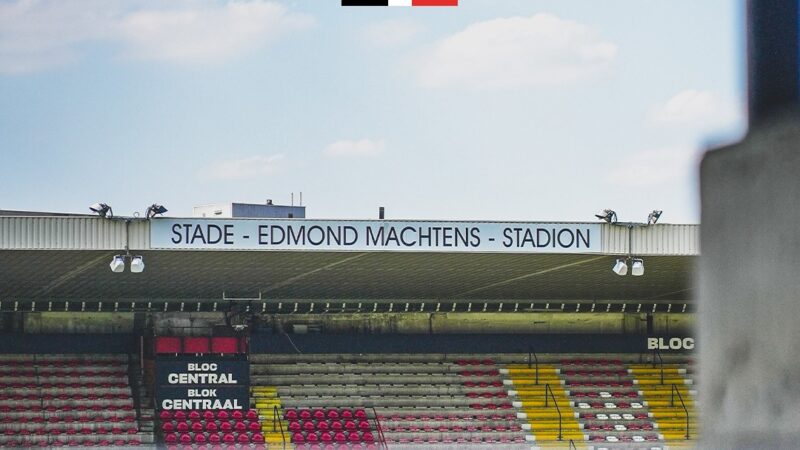 STADE - EDMOND MACHTENS - STADION
BLOC
BLOC
CENTRAL
BLOK
CENTRAAL